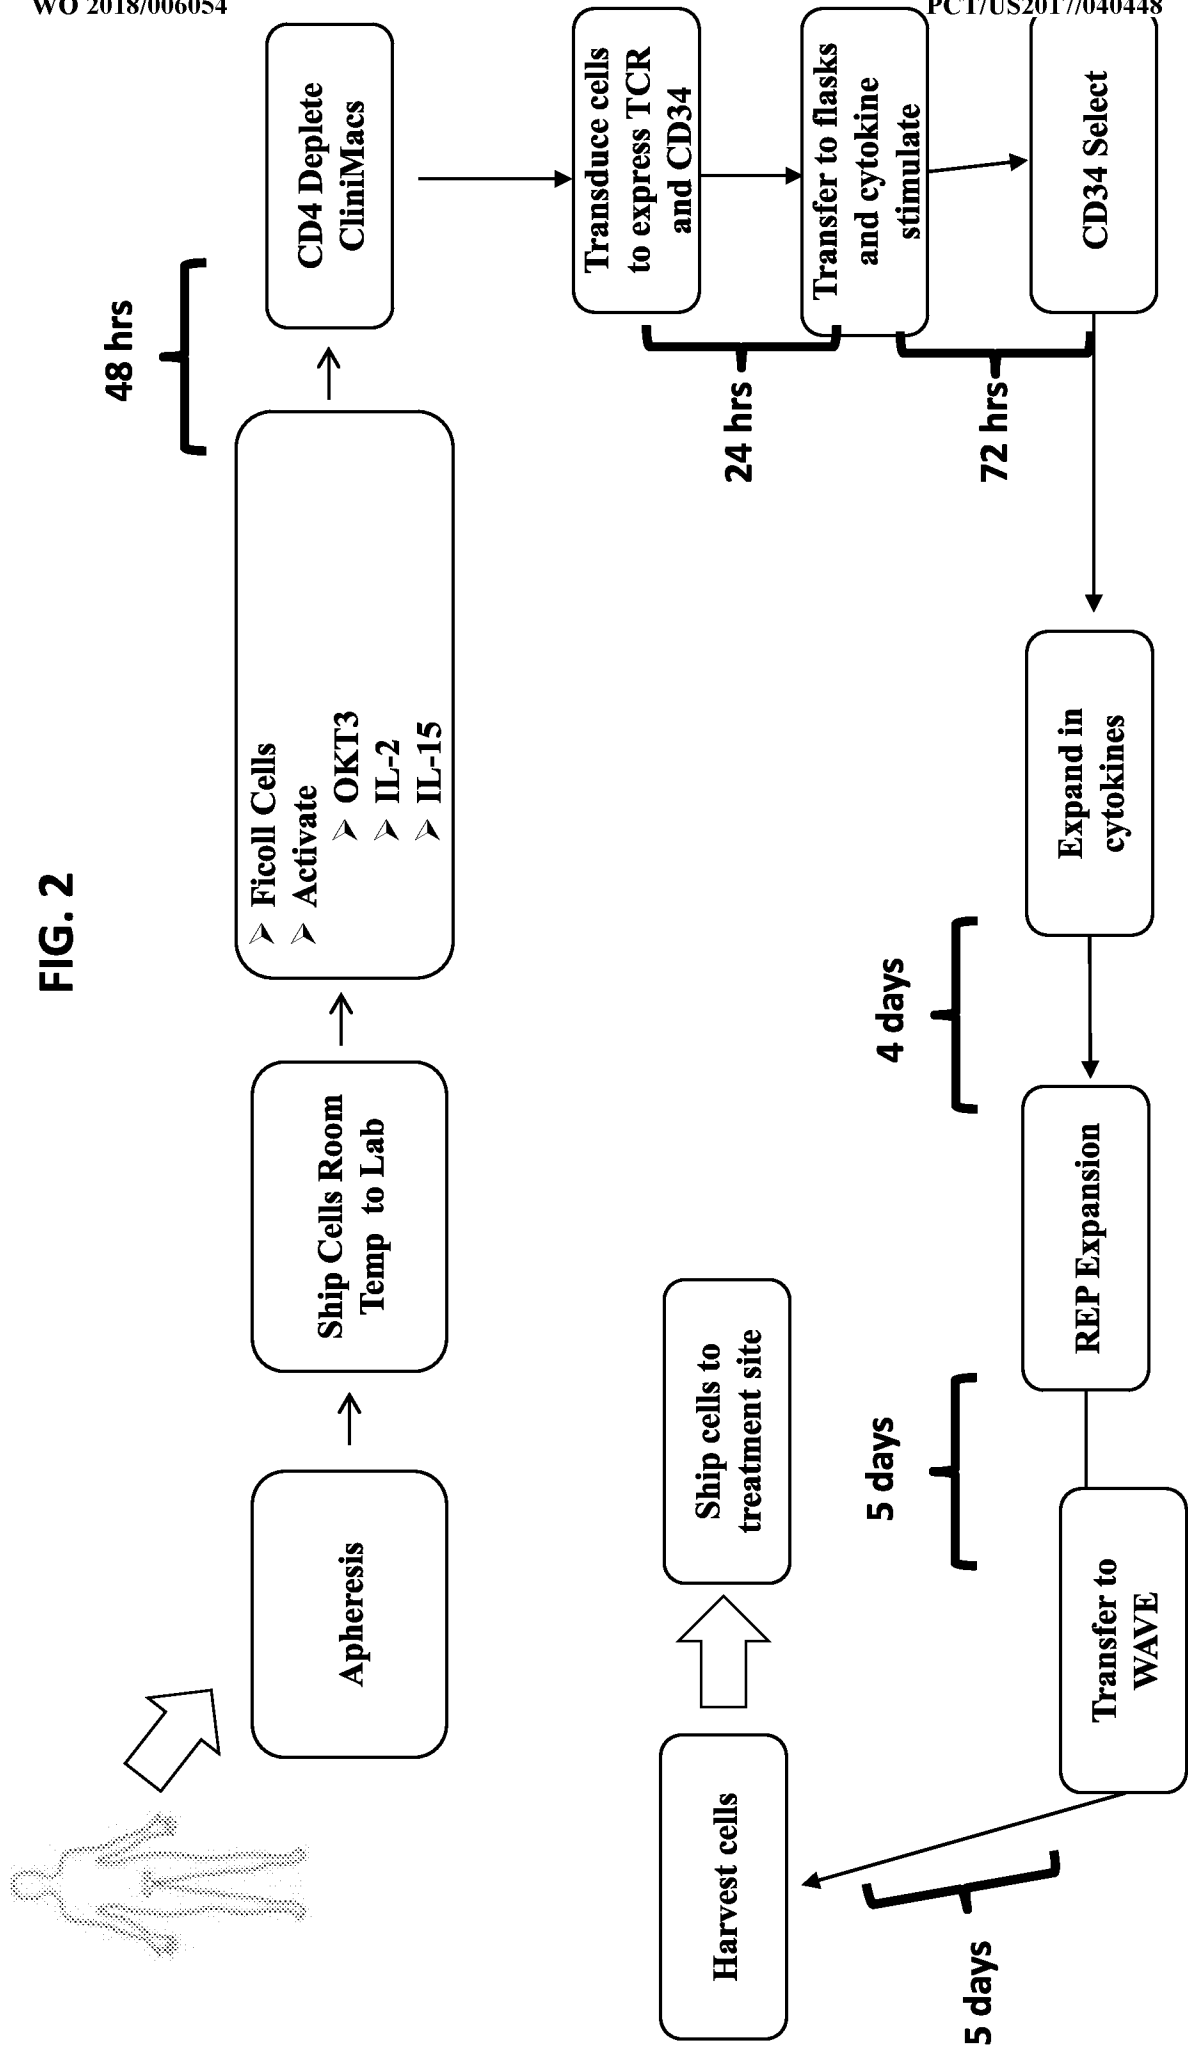 WO 2018/006054
PCT/US2017/040448
FIG. 2
Apheresis
Ship Cells Room
Temp to Lab
➢ Ficoll Cells
➢ Activate
➢ OKT3
➢ IL-2
➢ IL-15
48 hrs
CD4 Deplete
CliniMacs
Transduce cells
to express TCR
and CD34
24 hrs
Transfer to flasks
and cytokine
stimulate
72 hrs
CD34 Select
Expand in
cytokines
4 days
REP Expansion
5 days
Transfer to
WAVE
5 days
Harvest cells
Ship cells to
treatment site